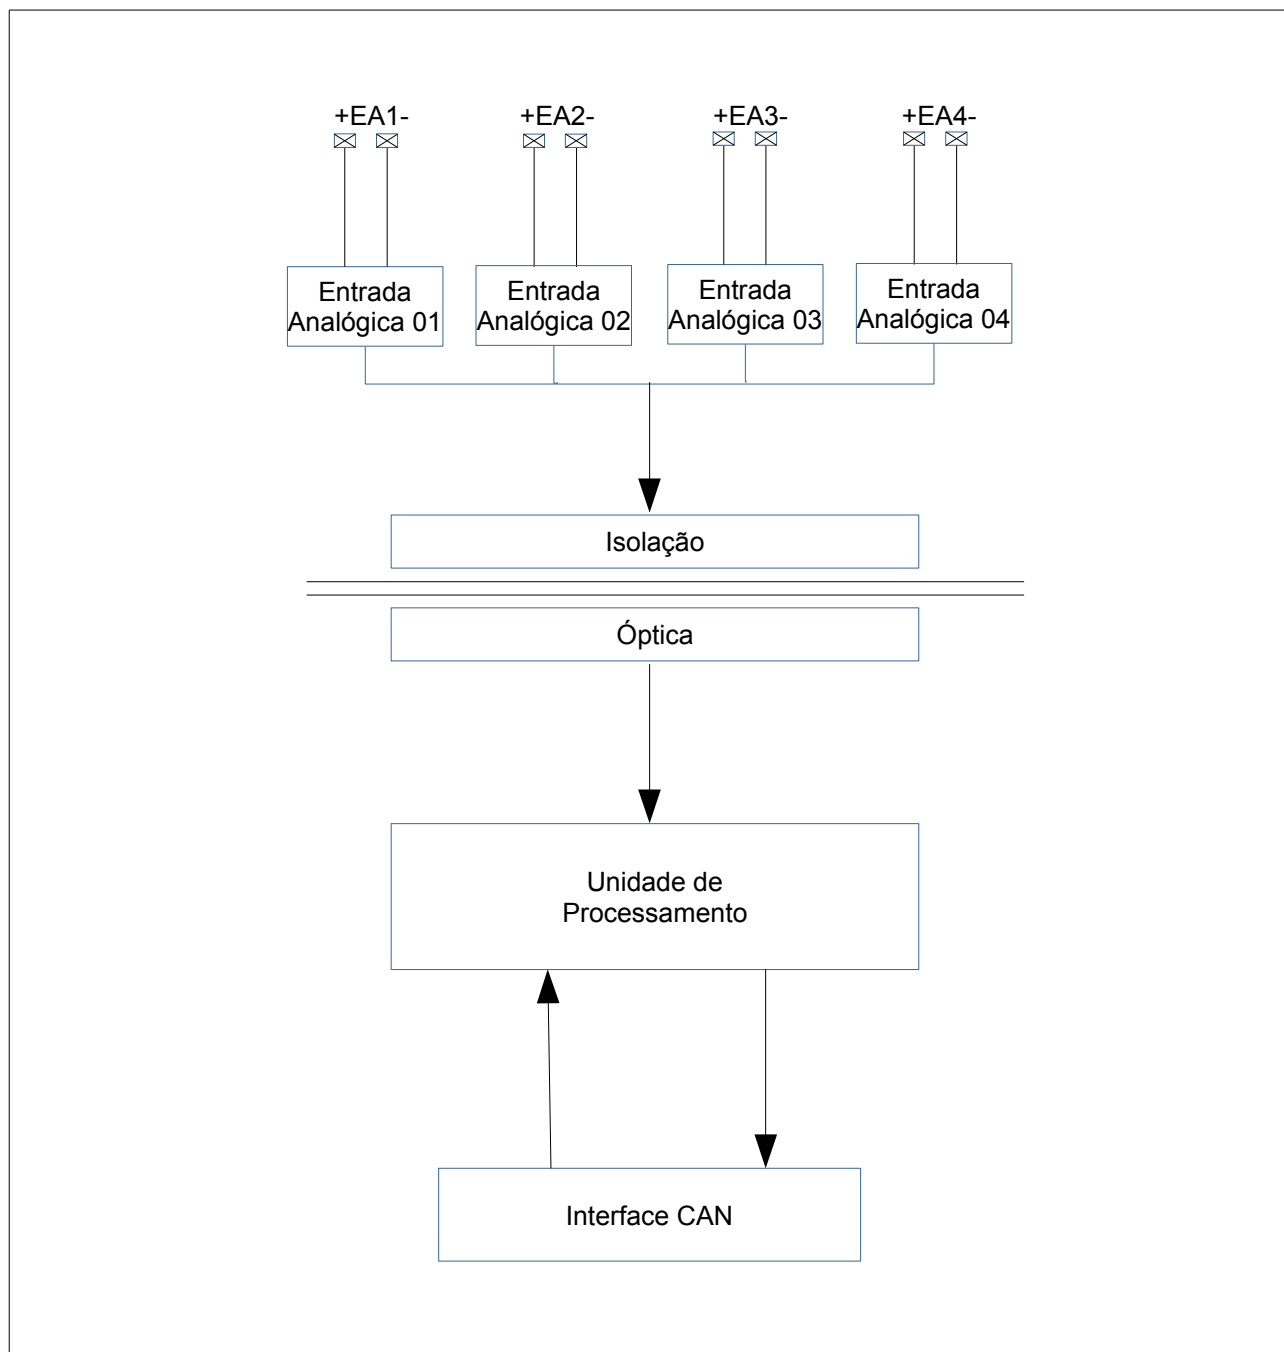 +EA1- +EA2- +EA3- +EA4-
Entrada
Analógica 01
Entrada
Analógica 02
Entrada
Analógica 03
Entrada
Analógica 04
Isolação
Óptica
Unidade de
Processamento
Interface CAN